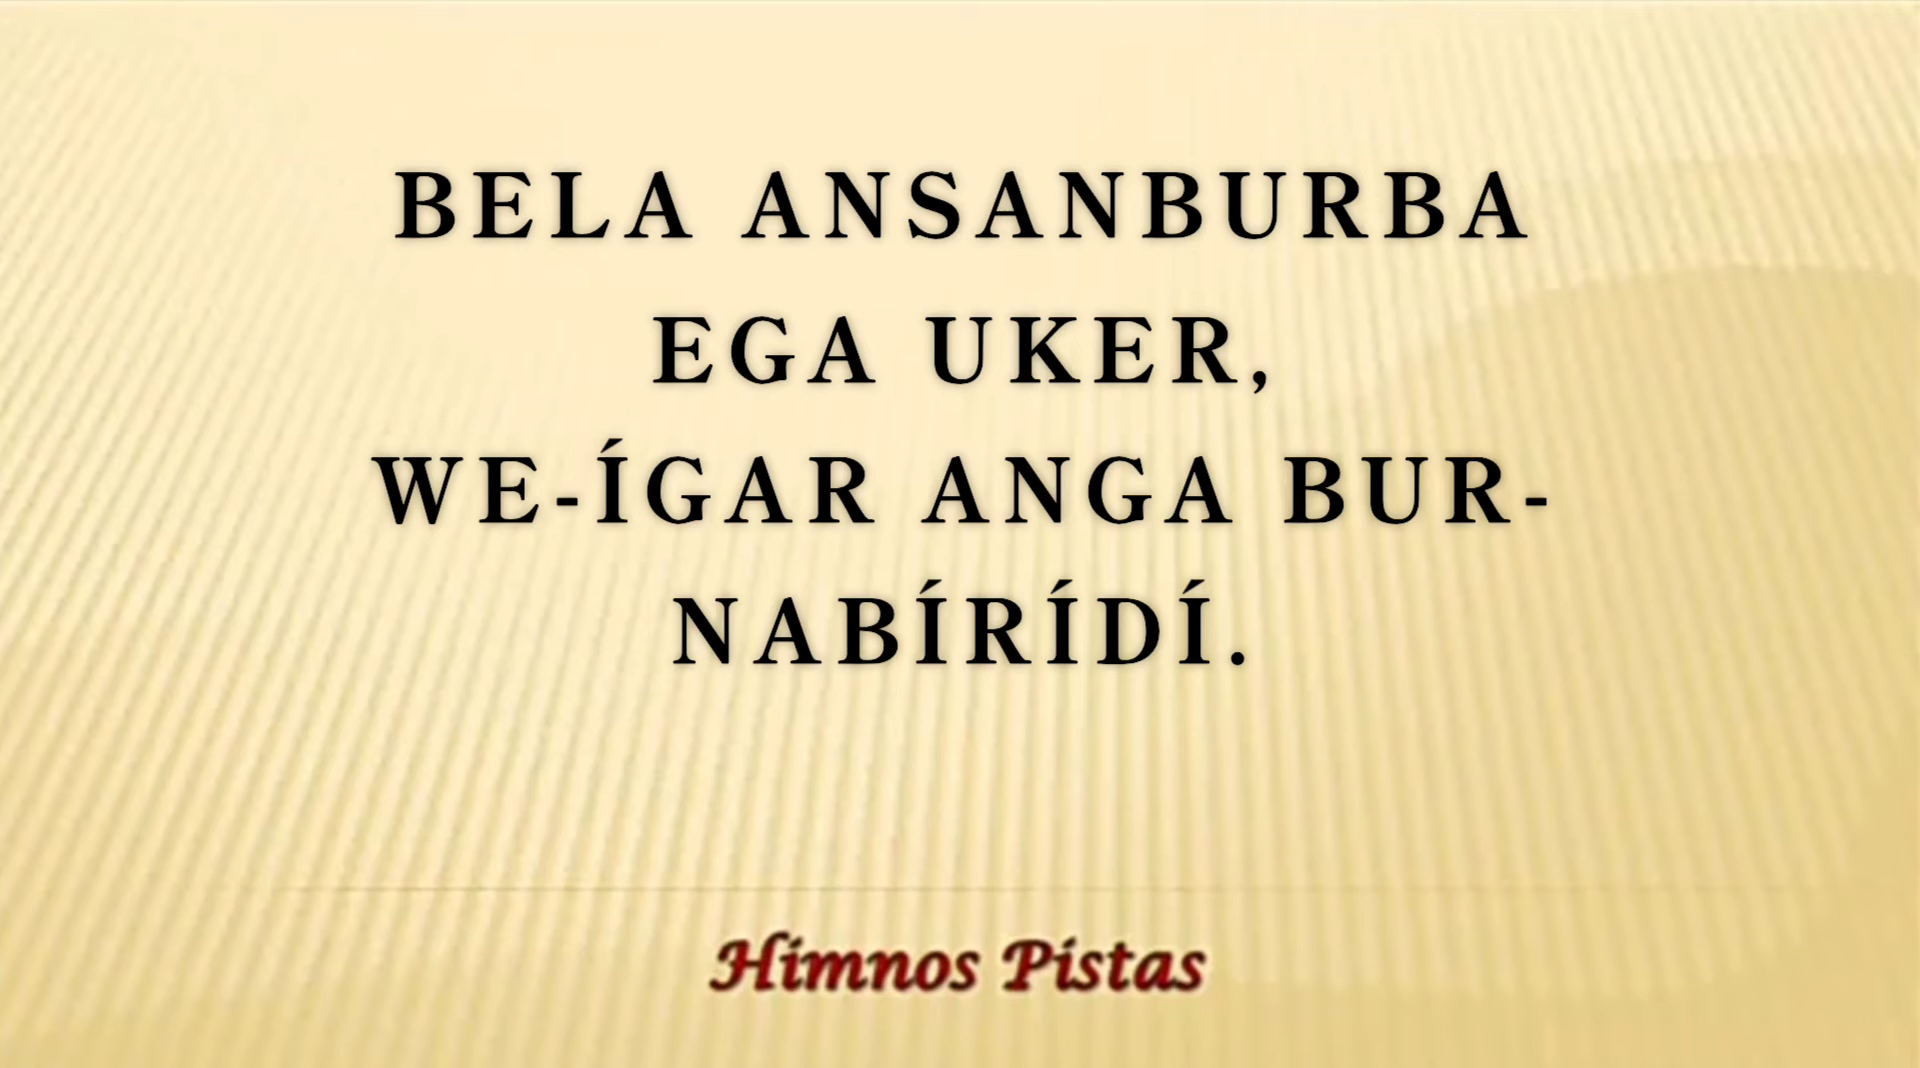 BELA ANSANBURBA
EGA UKER,
WE-ÍGAR ANGA BUR-
NABÍRÍDÍ.
Himnos Pistas